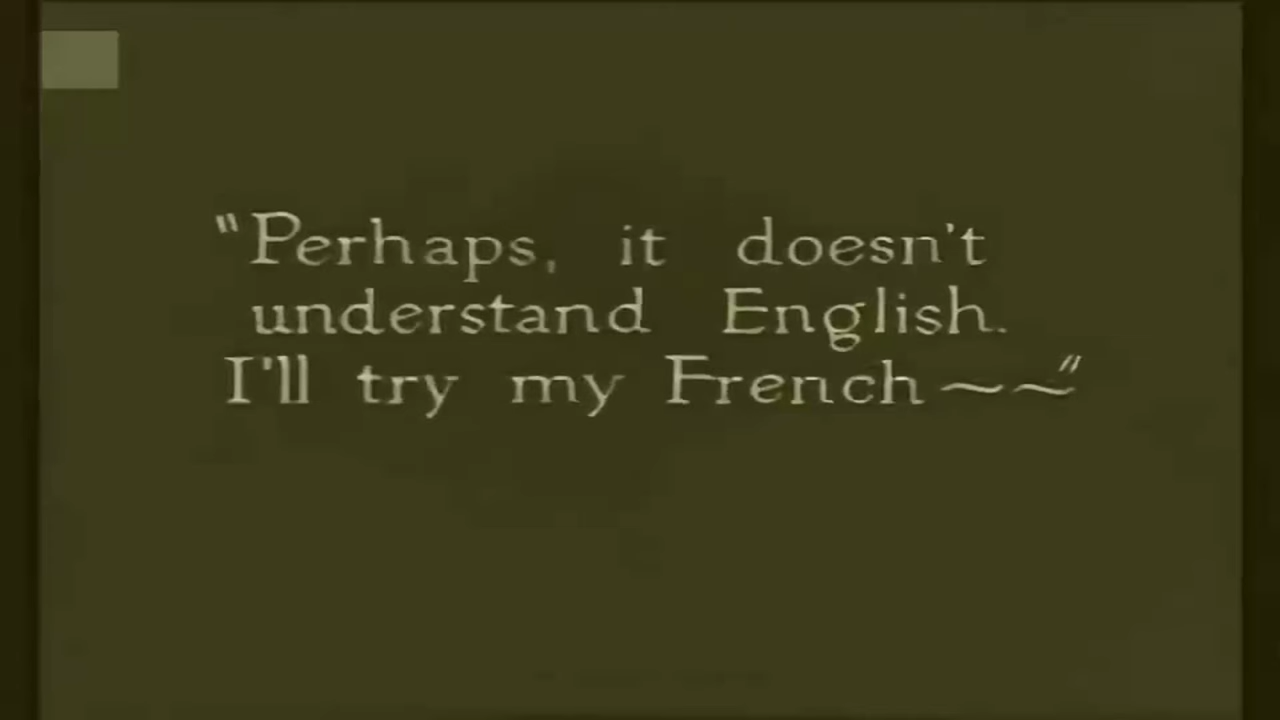 "Perhaps, it doesn't
understand English.
I'll try my French~~"